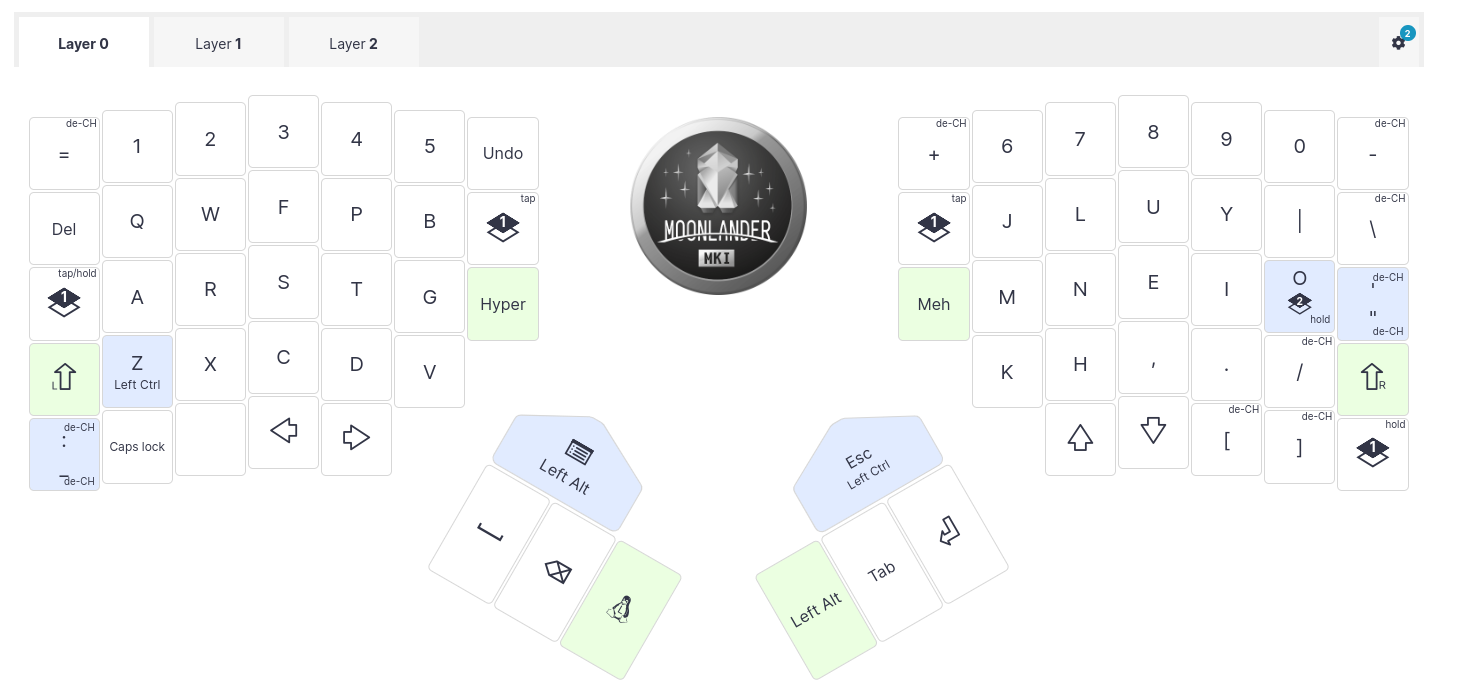 Layer 0
Layer 1
Layer 2
2
de-CH
=
1
2
3
4
5
Undo
de-CH
+
6
7
8
9
0
de-CH
-
Del
Q
W
F
P
B
tap
1
tap
1
J
L
U
Y
|
de-CH
\
tap/hold
1
A
R
S
T
G
Hyper
Meh
M
N
E
I
O
2
hold
de-CH
'
"
de-CH
L
Z
Left Ctrl
X
C
D
V
K
H
,
.
de-CH
/
R
de-CH
:
_
de-CH
Caps lock
de-CH
[
de-CH
]
hold
1
MOONLANDER
MKI
Left Alt
Esc
Left Ctrl
Tab
Left Alt